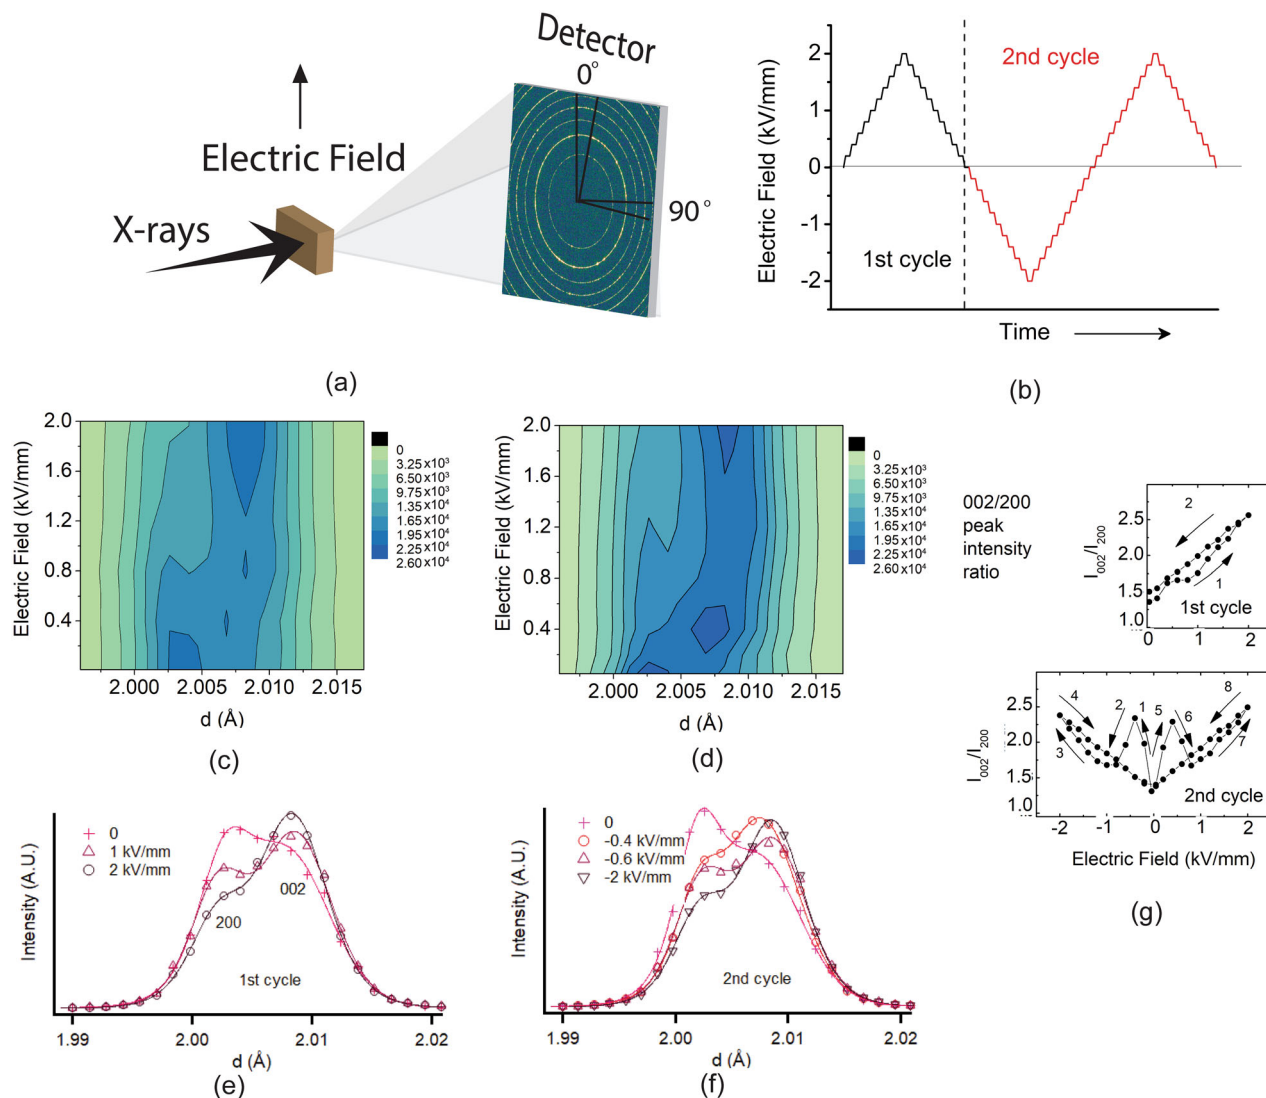 Detector
0°
Electric Field
X-rays
90°
(a)
Electric Field (kV/mm)
2
1
0
-1
-2
2nd cycle
1st cycle
Time
(b)
Electric Field (kV/mm)
2.0
1.6
1.2
0.8
0.4
2.000 2.005 2.010 2.015
d (Å)
0
3.25x10³
6.50x10³
9.75x10³
1.30x10⁴
1.65x10⁴
1.95x10⁴
2.25x10⁴
2.60x10⁴
(c)
Electric Field (kV/mm)
2.0
1.6
1.2
0.8
0.4
2.000 2.005 2.010 2.015
d (Å)
0
3.25x10³
6.50x10³
9.75x10³
1.30x10⁴
1.65x10⁴
1.95x10⁴
2.25x10⁴
2.60x10⁴
(d)
002/200
peak
intensity
ratio
I₀₀₂/I₂₀₀
2.5
2.0
1.5
1.0
2
1
1st cycle
0 1 2
I₀₀₂/I₂₀₀
2.5
2.0
1.5
1.0
4 2 1 5 6 8
3 7
2nd cycle
-2 -1 0 1 2
Electric Field (kV/mm)
(g)
Intensity (A.U.)
0
1 kV/mm
2 kV/mm
002
200
1st cycle
1.99 2.00 2.01 2.02
d (Å)
(e)
Intensity (A.U.)
0
-0.4 kV/mm
-0.6 kV/mm
-2 kV/mm
2nd cycle
1.99 2.00 2.01 2.02
d (Å)
(f)